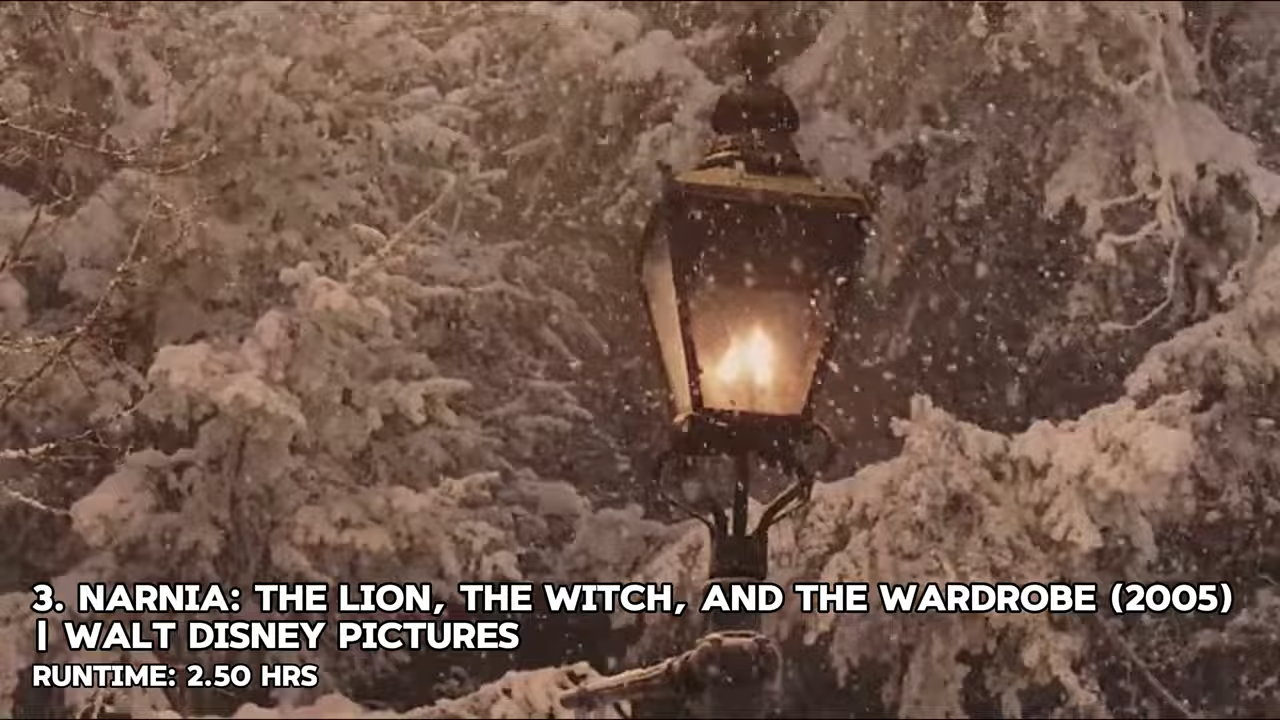 3. NARNIA: THE LION, THE WITCH, AND THE WARDROBE (2005)
| WALT DISNEY PICTURES
RUNTIME: 2.50 HRS